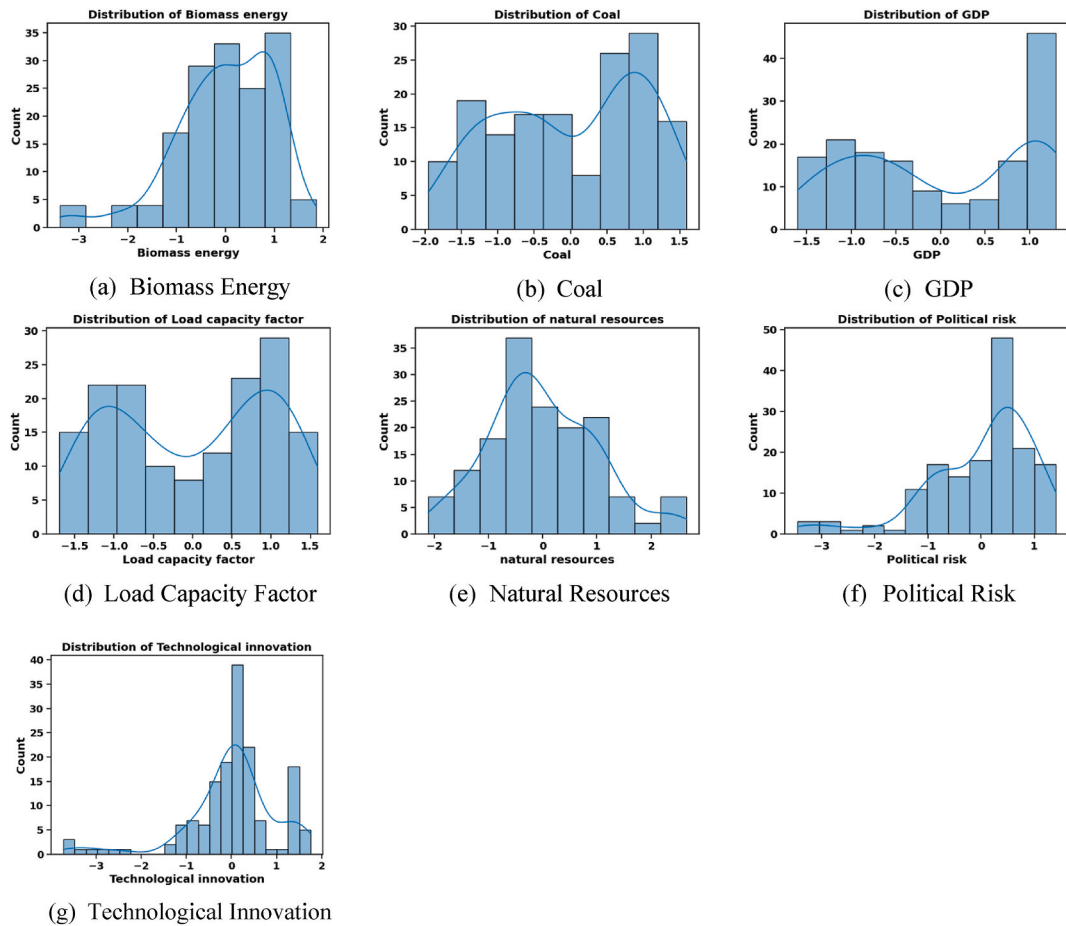 Distribution of Biomass energy
35
30
25
20
15
10
5
0
Count
−3 −2 −1 0 1 2
Biomass energy
(a) Biomass Energy
Distribution of Coal
30
25
20
15
10
5
0
Count
−2.0 −1.5 −1.0 −0.5 0.0 0.5 1.0 1.5
Coal
(b) Coal
Distribution of GDP
40
30
20
10
0
Count
−1.5 −1.0 −0.5 0.0 0.5 1.0
GDP
(c) GDP
Distribution of Load capacity factor
30
25
20
15
10
5
0
Count
−1.5 −1.0 −0.5 0.0 0.5 1.0 1.5
Load capacity factor
(d) Load Capacity Factor
Distribution of natural resources
35
30
25
20
15
10
5
0
Count
−2 −1 0 1 2
natural resources
(e) Natural Resources
Distribution of Political risk
50
40
30
20
10
0
Count
−3 −2 −1 0 1
Political risk
(f) Political Risk
Distribution of Technological innovation
40
35
30
25
20
15
10
5
0
Count
−3 −2 −1 0 1 2
Technological innovation
(g) Technological Innovation